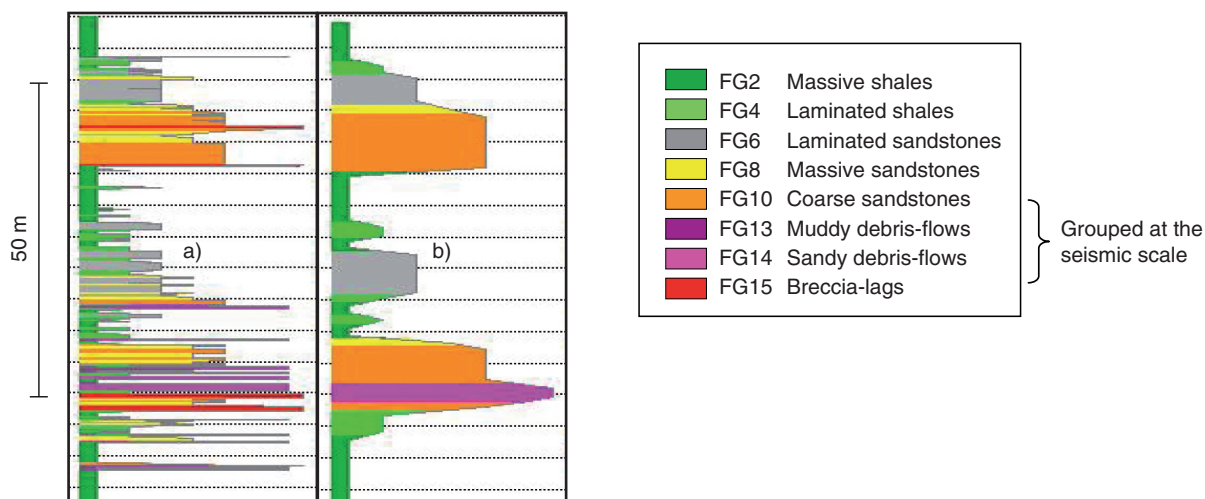 50 m
a)
b)
FG2 Massive shales
FG4 Laminated shales
FG6 Laminated sandstones
FG8 Massive sandstones
FG10 Coarse sandstones
FG13 Muddy debris-flows
FG14 Sandy debris-flows
FG15 Breccia-lags
Grouped at the
seismic scale